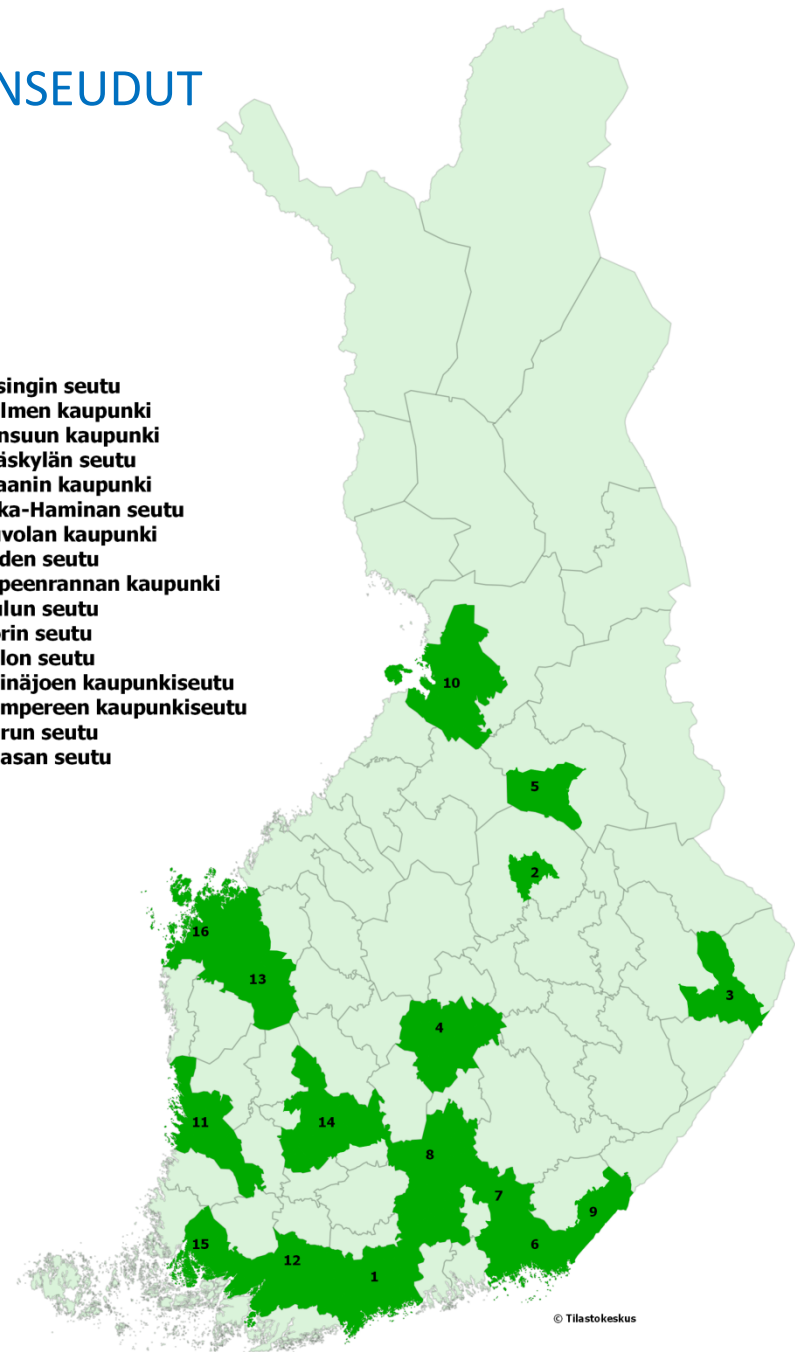 NSEUDUT
singin seutu
lmen kaupunki
nsuun kaupunki
äskylän seutu
aanin kaupunki
ka-Haminan seutu
uvolan kaupunki
den seutu
peenrannan kaupunki
ulun seutu
orin seutu
lon seutu
inäjoen kaupunkiseutu
mpereen kaupunkiseutu
run seutu
asan seutu
10
5
2
16
13
3
4
11
14
8
7
9
15
12
6
1
© Tilastokeskus